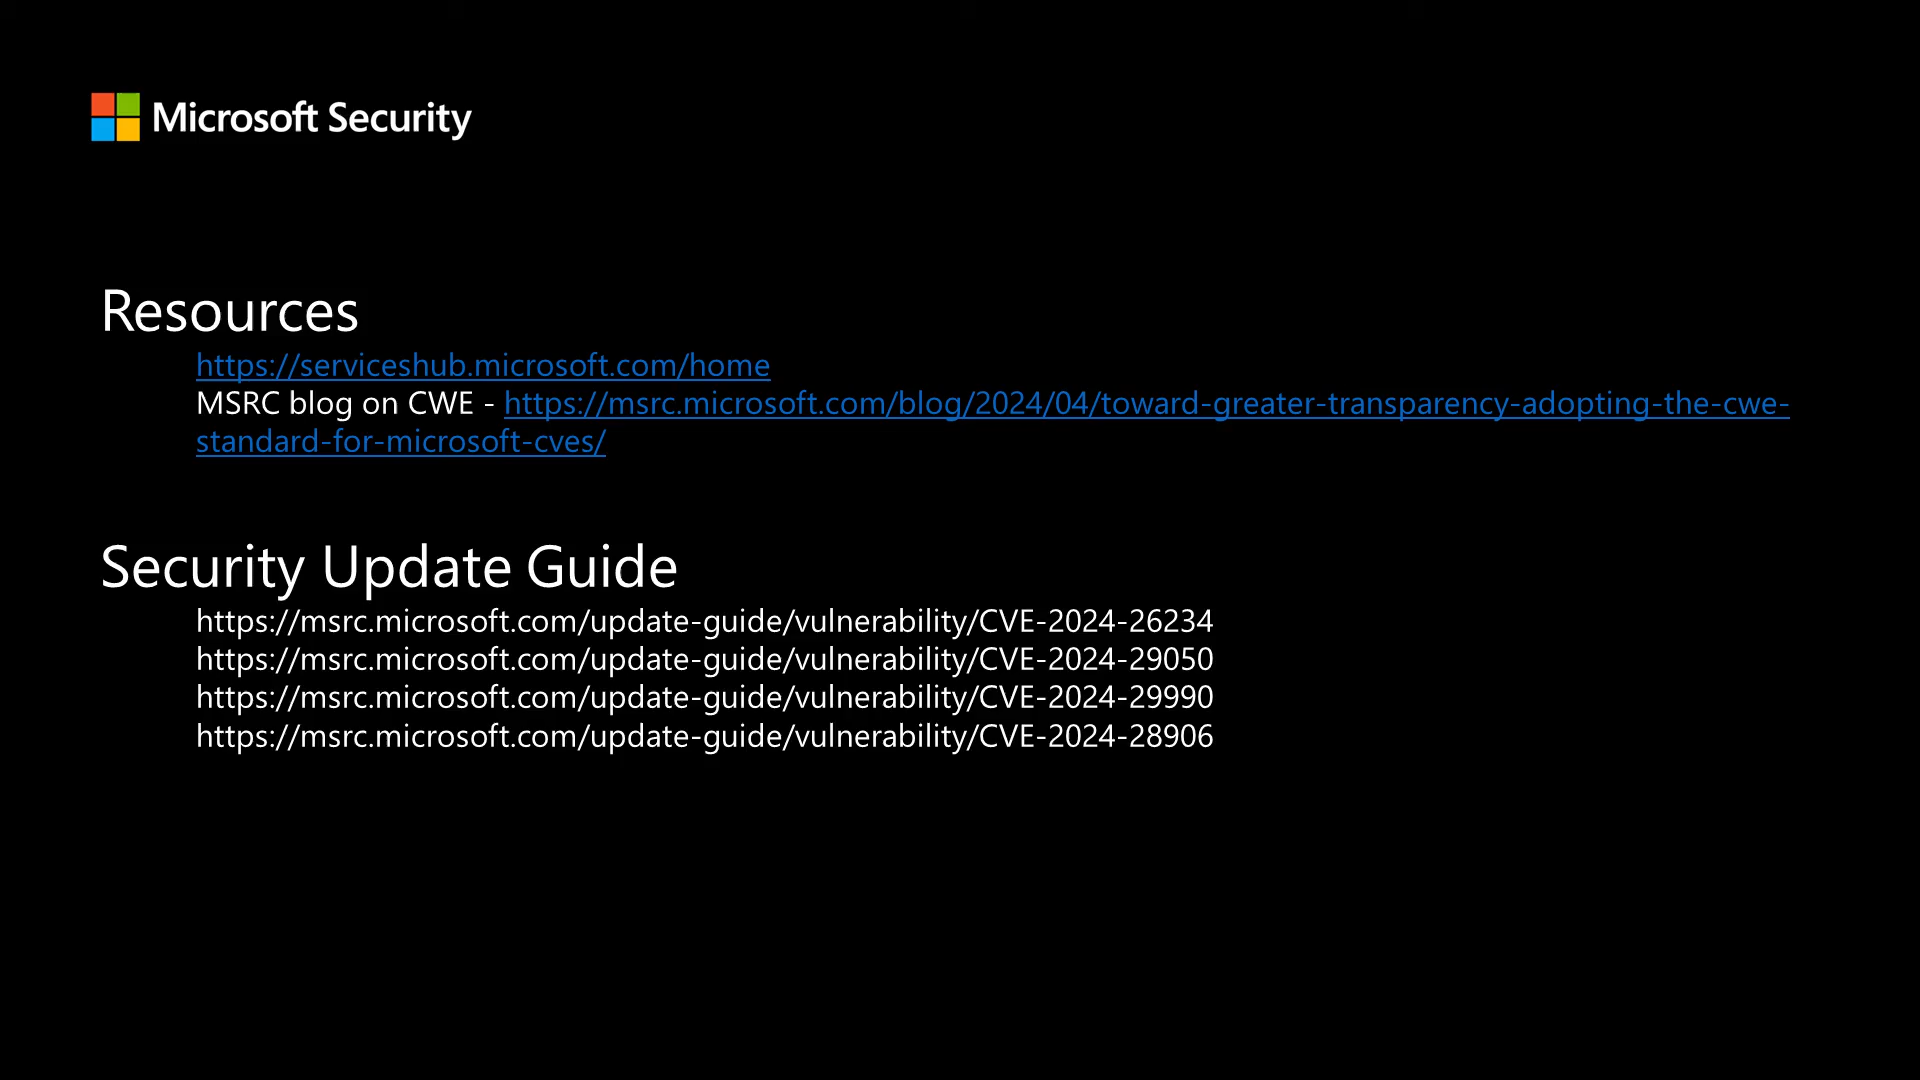 Microsoft Security
Resources
https://serviceshub.microsoft.com/home
MSRC blog on CWE - https://msrc.microsoft.com/blog/2024/04/toward-greater-transparency-adopting-the-cwe-
standard-for-microsoft-cves/
Security Update Guide
https://msrc.microsoft.com/update-guide/vulnerability/CVE-2024-26234
https://msrc.microsoft.com/update-guide/vulnerability/CVE-2024-29050
https://msrc.microsoft.com/update-guide/vulnerability/CVE-2024-29990
https://msrc.microsoft.com/update-guide/vulnerability/CVE-2024-28906